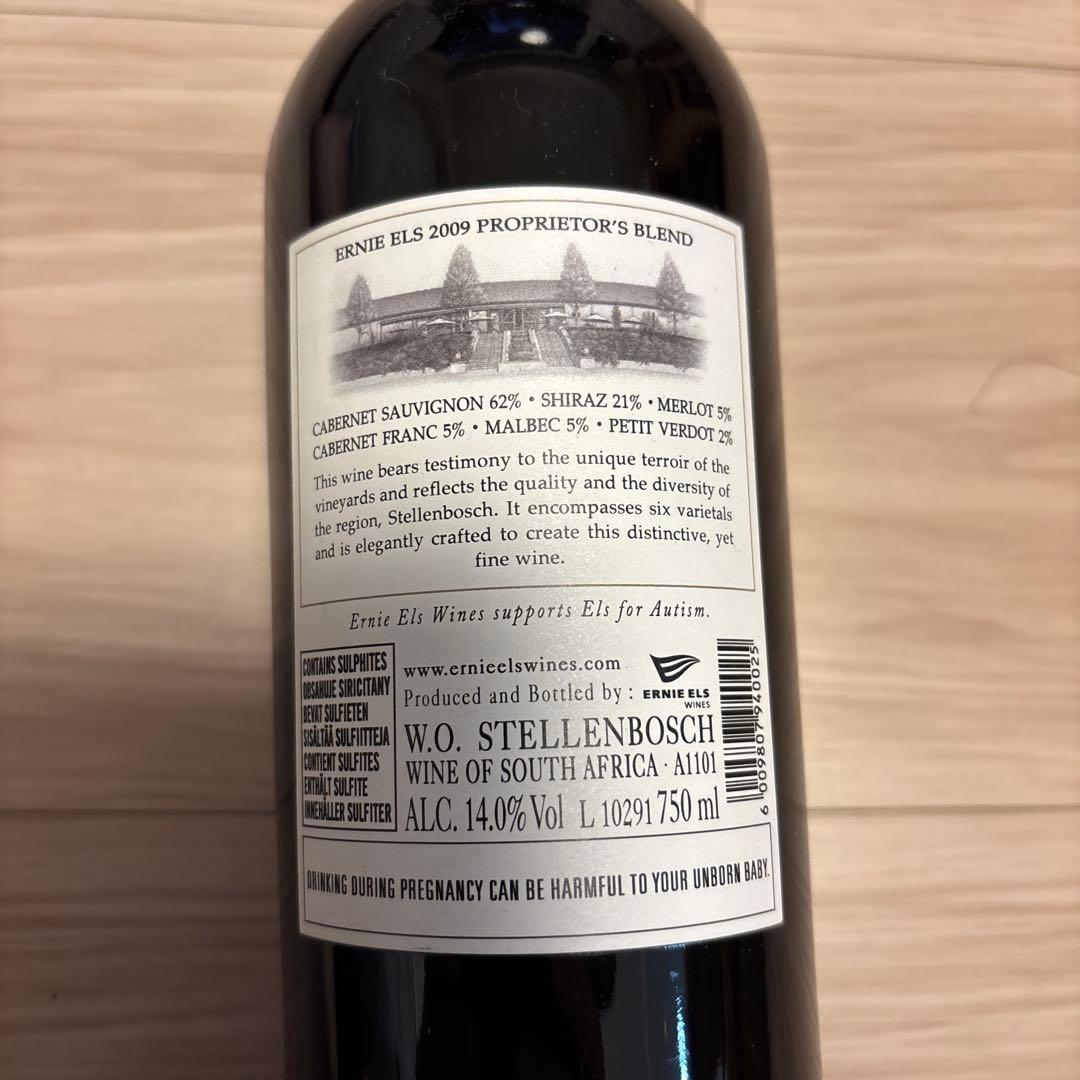 ERNIE ELS 2009 PROPRIETOR'S BLEND
CABERNET SAUVIGNON 62% • SHIRAZ 21% • MERLOT 5%
CABERNET FRANC 5% • MALBEC 5% • PETIT VERDOT 2%
This wine bears testimony to the unique terroir of the
vineyards and reflects the quality and the diversity of
the region, Stellenbosch. It encompasses six varietals
and is elegantly crafted to create this distinctive, yet
fine wine.
Ernie Els Wines supports Els for Autism.
CONTAINS SULPHITES
OBSAHUJE SIRICITANY
BEVAT SULFIETEN
SISÄLTÄÄ SULFIITTEJA
CONTIENT SULFITES
ENTHÄLT SULFITE
INNEHÅLLER SULFITER
www.ernieelswines.com
Produced and Bottled by :
ERNIE ELS
WINES
W.O. STELLENBOSCH
WINE OF SOUTH AFRICA · A1101
ALC. 14.0% Vol L 10291 750 ml
6 009807 940025
DRINKING DURING PREGNANCY CAN BE HARMFUL TO YOUR UNBORN BABY.